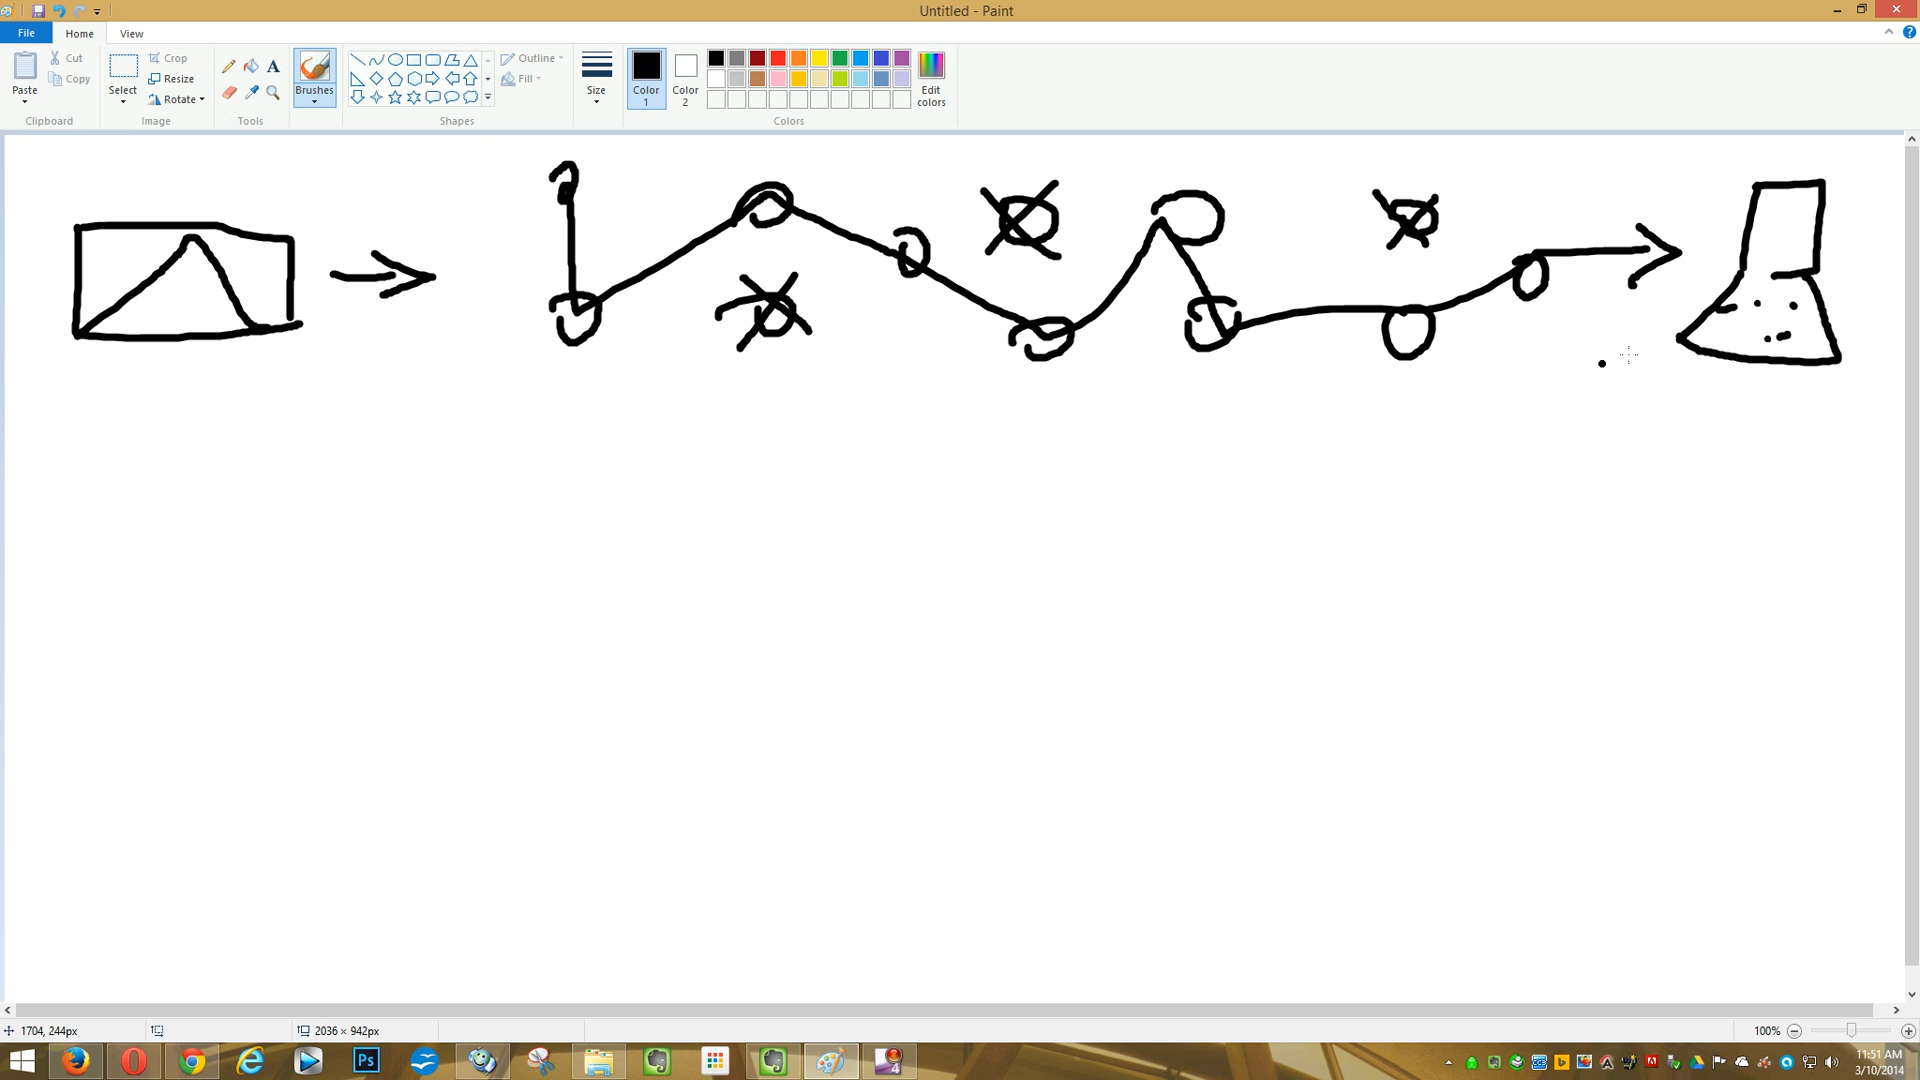 Untitled - Paint
File Home View
Paste
Cut
Copy
Clipboard
Select
Crop
Resize
Rotate
Image
A
Tools
Brushes
Shapes
Outline
Fill
Size
Color 1
Color 2
Edit colors
Colors
1704, 244px
2036 × 942px
100%
Ps
4
11:51 AM
3/10/2014